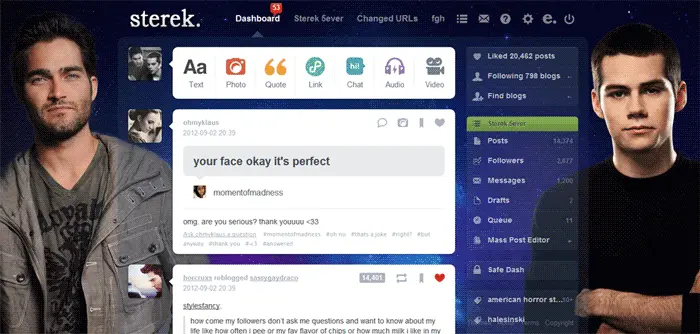 sterek.
53
Dashboard
Sterek 5ever
Changed URLs
fgh
Aa
Text
Photo
Quote
Link
hi!
Chat
Audio
Video
Liked 20,462 posts
Following 798 blogs
Find blogs
Sterek 5ever
Posts 14,374
Followers 2,677
Messages
Drafts 2
Queue 11
Mass Post Editor
Safe Dash
american horror st...
halesinski
ohmyklaus
2012-09-02 20:39
your face okay it's perfect
momentofmadness
omg. are you serious? thank youuuu <33
Ask ohmyklaus a question #momentofmadness #oh nu #thats a joke #right? #but
anyway #thank you #<3 #answered
reblogged sassygaydraco
14,401
2012-09-02 20:39
stylesfancy:
how come my followers don't ask me questions and want to know about my
life like how often i pee or my fav flavor of chips or how much milk i like in my
Terms Copyright